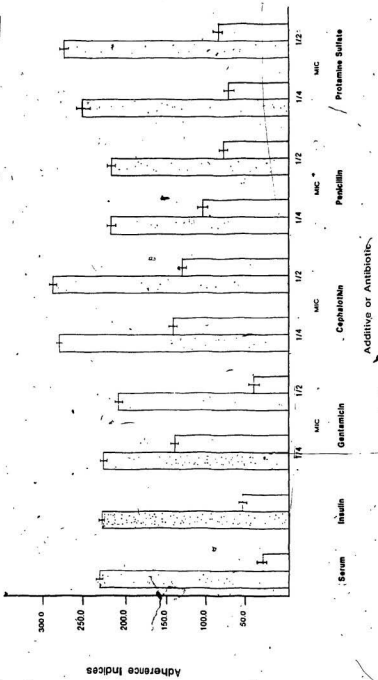 Adherence Indices
300.0
250.0
200.0
150.0
100.0
50.0
1/4 1/2 1/4 1/2 1/4 1/2 1/4 1/2
MIC MIC MIC MIC
Serum Insulin Gentamicin Cephalothin Penicillin Protamine Sulfate
Additive or Antibiotic